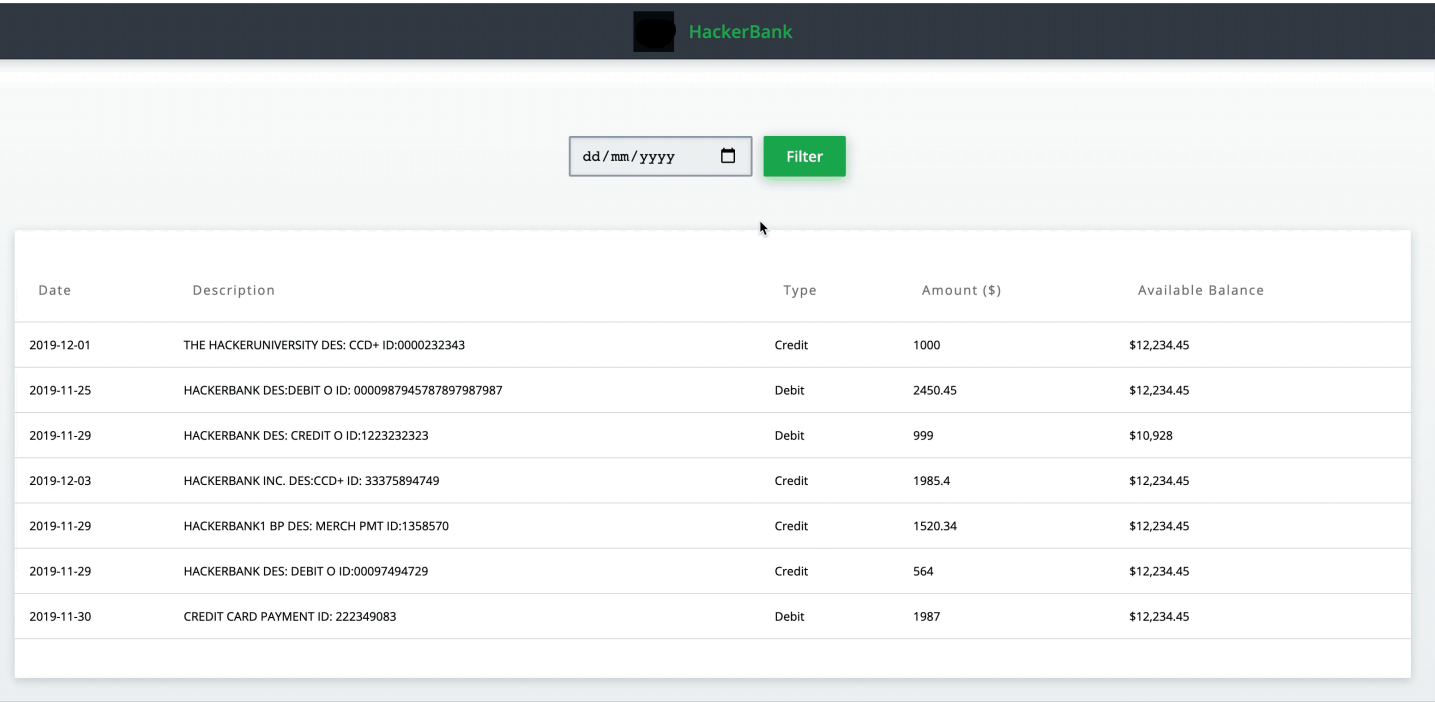 HackerBank
dd/mm/yyyy Filter
Date Description Type Amount ($) Available Balance
2019-12-01 THE HACKERUNIVERSITY DES: CCD+ ID:0000232343 Credit 1000 $12,234.45
2019-11-25 HACKERBANK DES:DEBIT O ID: 0000987945787897987987 Debit 2450.45 $12,234.45
2019-11-29 HACKERBANK DES: CREDIT O ID:1223232323 Debit 999 $10,928
2019-12-03 HACKERBANK INC. DES:CCD+ ID: 33375894749 Credit 1985.4 $12,234.45
2019-11-29 HACKERBANK1 BP DES: MERCH PMT ID:1358570 Credit 1520.34 $12,234.45
2019-11-29 HACKERBANK DES: DEBIT O ID:00097494729 Credit 564 $12,234.45
2019-11-30 CREDIT CARD PAYMENT ID: 222349083 Debit 1987 $12,234.45